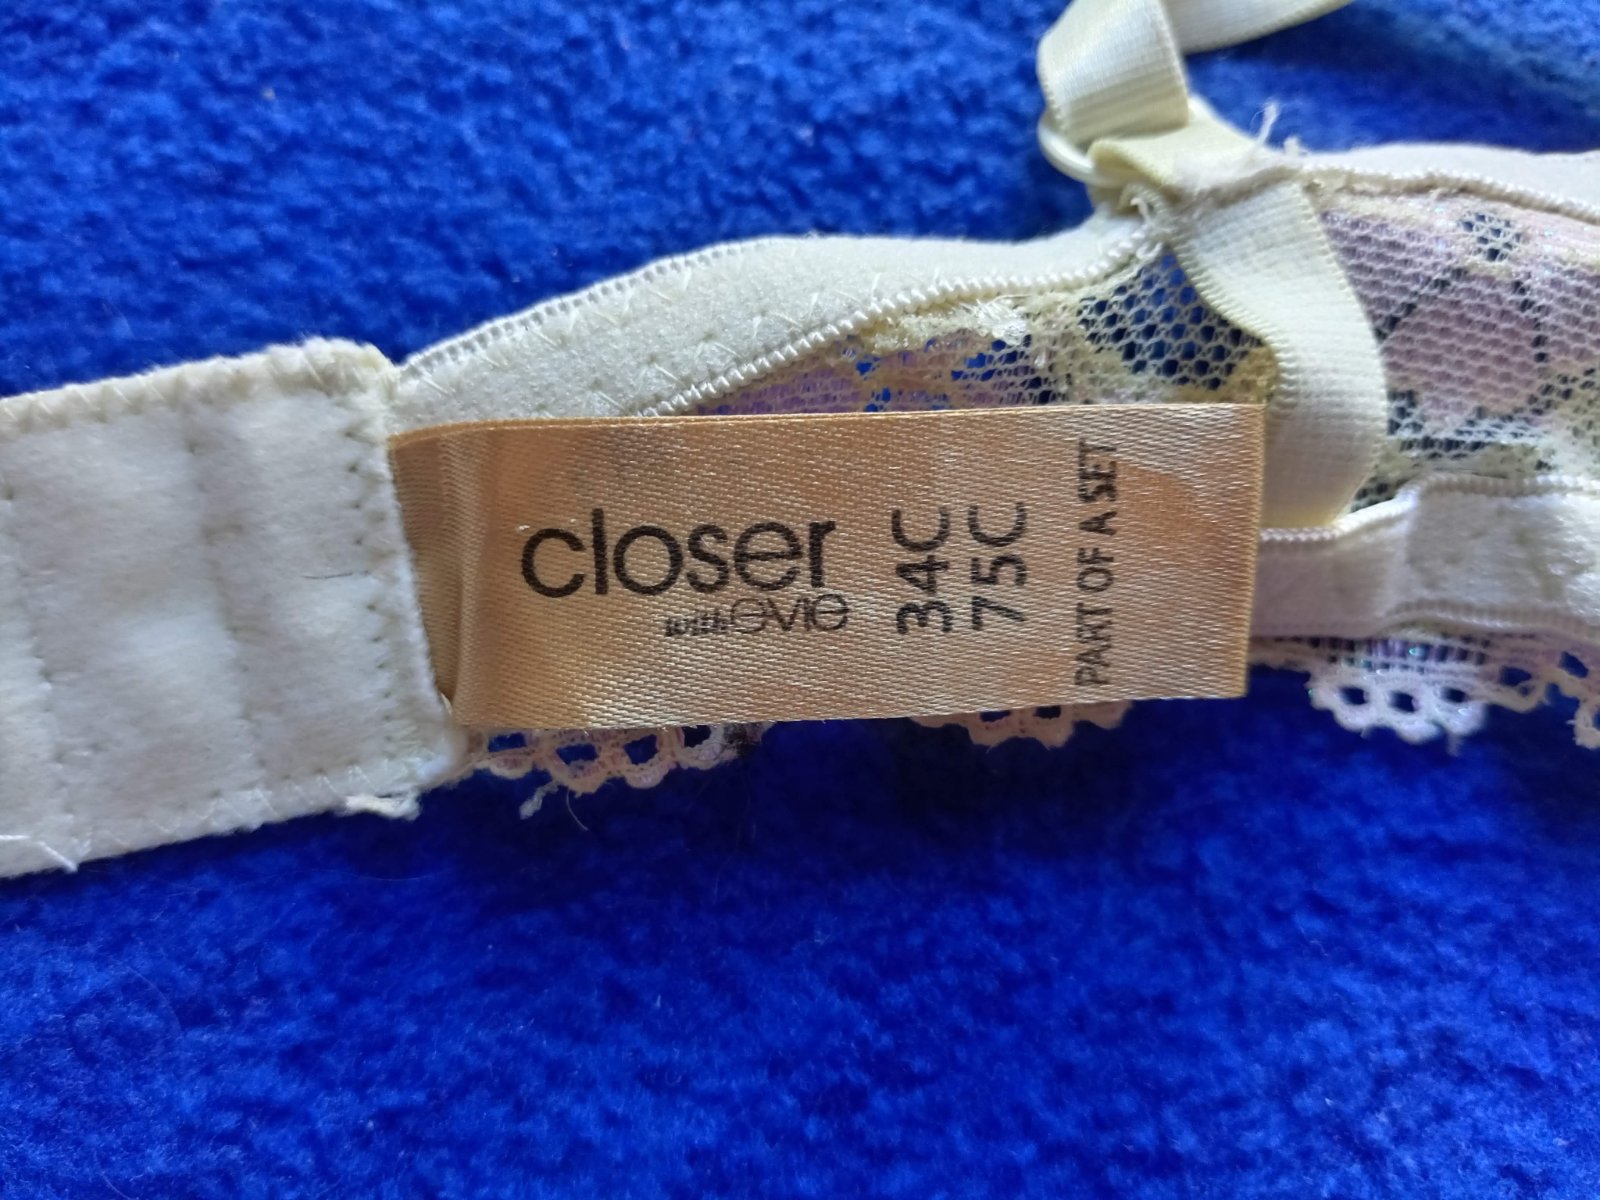 closer
with evie
34C
75C
PART OF A SET